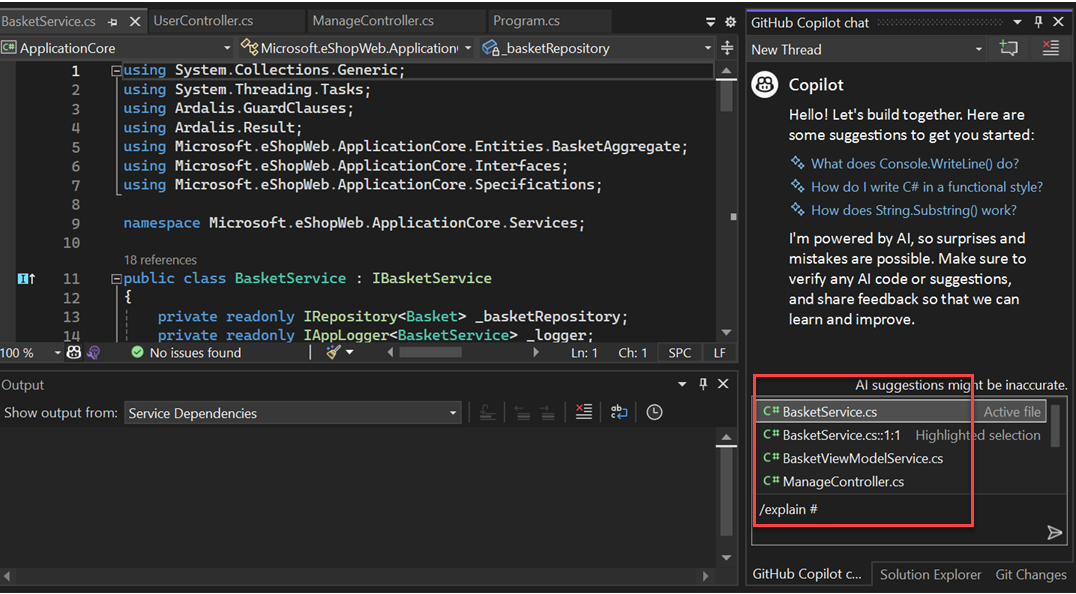 BasketService.cs UserController.cs ManageController.cs Program.cs
C# ApplicationCore Microsoft.eShopWeb.Application _basketRepository
1 using System.Collections.Generic;
2 using System.Threading.Tasks;
3 using Ardalis.GuardClauses;
4 using Ardalis.Result;
5 using Microsoft.eShopWeb.ApplicationCore.Entities.BasketAggregate;
6 using Microsoft.eShopWeb.ApplicationCore.Interfaces;
7 using Microsoft.eShopWeb.ApplicationCore.Specifications;
8
9 namespace Microsoft.eShopWeb.ApplicationCore.Services;
10
18 references
11 public class BasketService : IBasketService
12 {
13 private readonly IRepository<Basket> _basketRepository;
14 private readonly IAppLogger<BasketService> _logger;
100 % No issues found Ln: 1 Ch: 1 SPC LF
Output
Show output from: Service Dependencies
GitHub Copilot chat
New Thread
Copilot
Hello! Let's build together. Here are
some suggestions to get you started:
What does Console.WriteLine() do?
How do I write C# in a functional style?
How does String.Substring() work?
I'm powered by AI, so surprises and
mistakes are possible. Make sure to
verify any AI code or suggestions,
and share feedback so that we can
learn and improve.
AI suggestions might be inaccurate.
C# BasketService.cs Active file
C# BasketService.cs::1:1 Highlighted selection
C# BasketViewModelService.cs
C# ManageController.cs
/explain #
GitHub Copilot c... Solution Explorer Git Changes